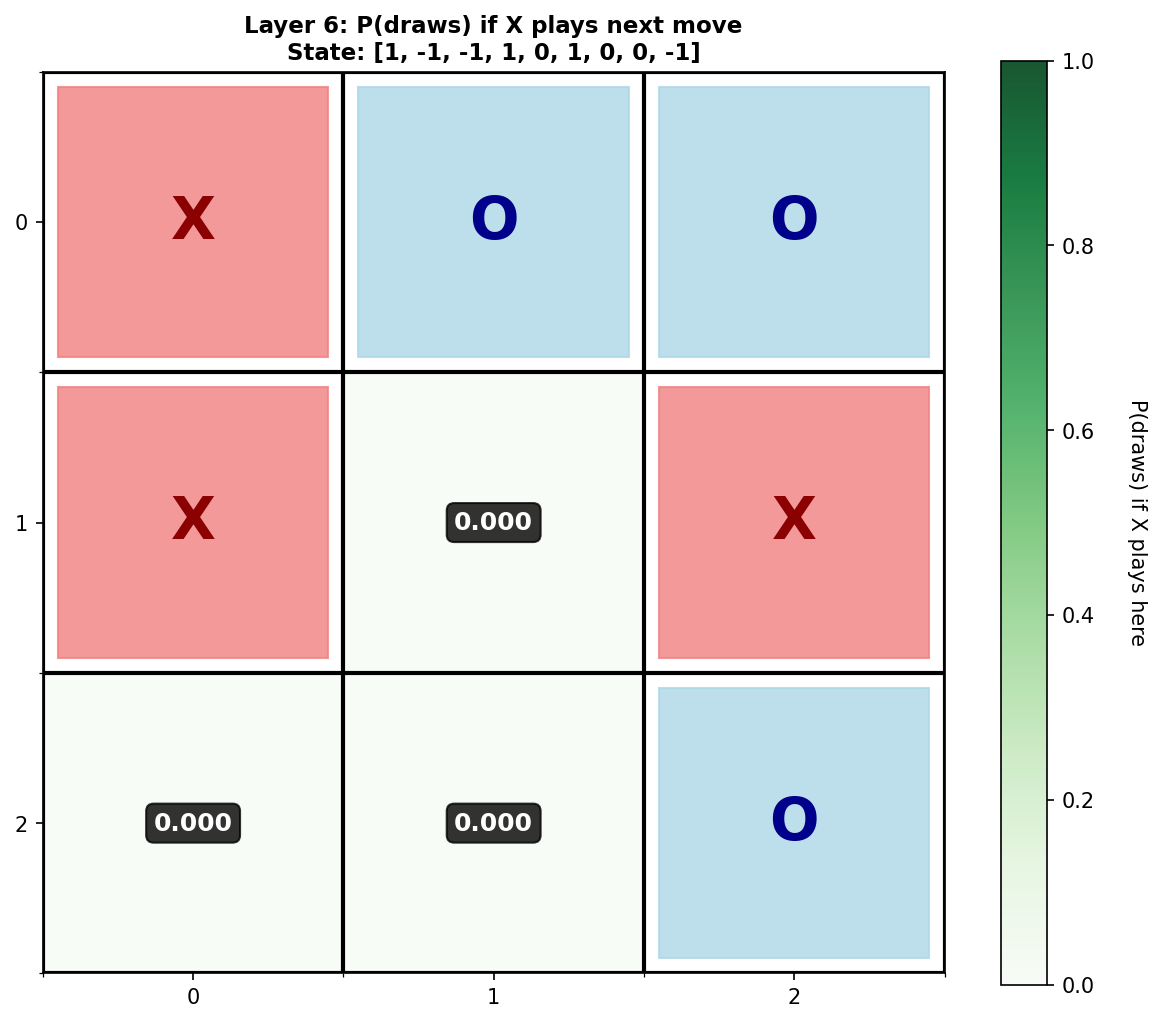 Layer 6: P(draws) if X plays next move
State: [1, -1, -1, 1, 0, 1, 0, 0, -1]
X
O
O
X
0.000
X
0.000
0.000
O
0
1
2
0
1
2
1.0
0.8
0.6
0.4
0.2
0.0
P(draws) if X plays here